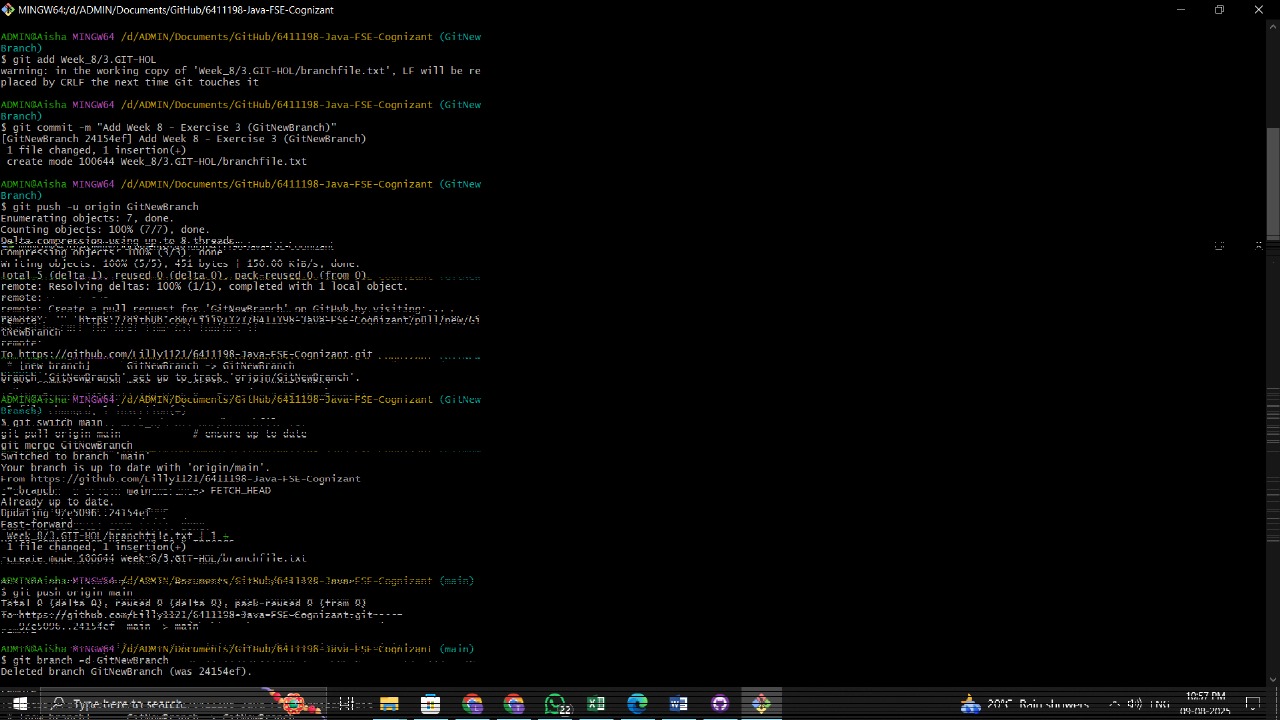 MINGW64:/d/ADMIN/Documents/GitHub/6411198-Java-FSE-Cognizant
ADMIN@Aisha MINGW64 /d/ADMIN/Documents/GitHub/6411198-Java-FSE-Cognizant (GitNew
Branch)
$ git add Week_8/3.GIT-HOL
warning: in the working copy of 'Week_8/3.GIT-HOL/branchfile.txt', LF will be re
placed by CRLF the next time Git touches it
ADMIN@Aisha MINGW64 /d/ADMIN/Documents/GitHub/6411198-Java-FSE-Cognizant (GitNew
Branch)
$ git commit -m "Add Week 8 - Exercise 3 (GitNewBranch)"
[GitNewBranch 24154ef] Add Week 8 - Exercise 3 (GitNewBranch)
1 file changed, 1 insertion(+)
create mode 100644 Week_8/3.GIT-HOL/branchfile.txt
ADMIN@Aisha MINGW64 /d/ADMIN/Documents/GitHub/6411198-Java-FSE-Cognizant (GitNew
Branch)
$ git push -u origin GitNewBranch
Enumerating objects: 7, done.
Counting objects: 100% (7/7), done.
Delta compression using up to 8 threads
Compressing objects: 100% (3/3), done
Writing objects: 100% (5/5), 451 bytes | 150.00 KiB/s, done.
Total 5 (delta 1), reused 0 (delta 0), pack-reused 0 (from 0)
remote: Resolving deltas: 100% (1/1), completed with 1 local object.
remote:
remote: Create a pull request for 'GitNewBranch' on GitHub by visiting:
remote: https://github.com/Lilly1121/6411198-Java-FSE-Cognizant/pull/new/Gi
tNewBranch
remote:
To https://github.com/Lilly1121/6411198-Java-FSE-Cognizant.git
* [new branch] GitNewBranch -> GitNewBranch
branch 'GitNewBranch' set up to track 'origin/GitNewBranch'.
ADMIN@Aisha MINGW64 /d/ADMIN/Documents/GitHub/6411198-Java-FSE-Cognizant (GitNew
Branch)
$ git switch main
git pull origin main # ensure up to date
git merge GitNewBranch
Switched to branch 'main'
Your branch is up to date with 'origin/main'.
From https://github.com/Lilly1121/6411198-Java-FSE-Cognizant
* branch main -> FETCH_HEAD
Already up to date.
Updating 97e5096..24154ef
Fast-forward
Week_8/3.GIT-HOL/branchfile.txt | 1 +
1 file changed, 1 insertion(+)
create mode 100644 Week_8/3.GIT-HOL/branchfile.txt
ADMIN@Aisha MINGW64 /d/ADMIN/Documents/GitHub/6411198-Java-FSE-Cognizant (main)
$ git push origin main
Total 0 (delta 0), reused 0 (delta 0), pack-reused 0 (from 0)
To https://github.com/Lilly1121/6411198-Java-FSE-Cognizant.git
97e5096..24154ef main -> main
ADMIN@Aisha MINGW64 /d/ADMIN/Documents/GitHub/6411198-Java-FSE-Cognizant (main)
$ git branch -d GitNewBranch
Deleted branch GitNewBranch (was 24154ef).
Type here to search
22
Rain showers
ENG
10:57 PM
09-08-2025